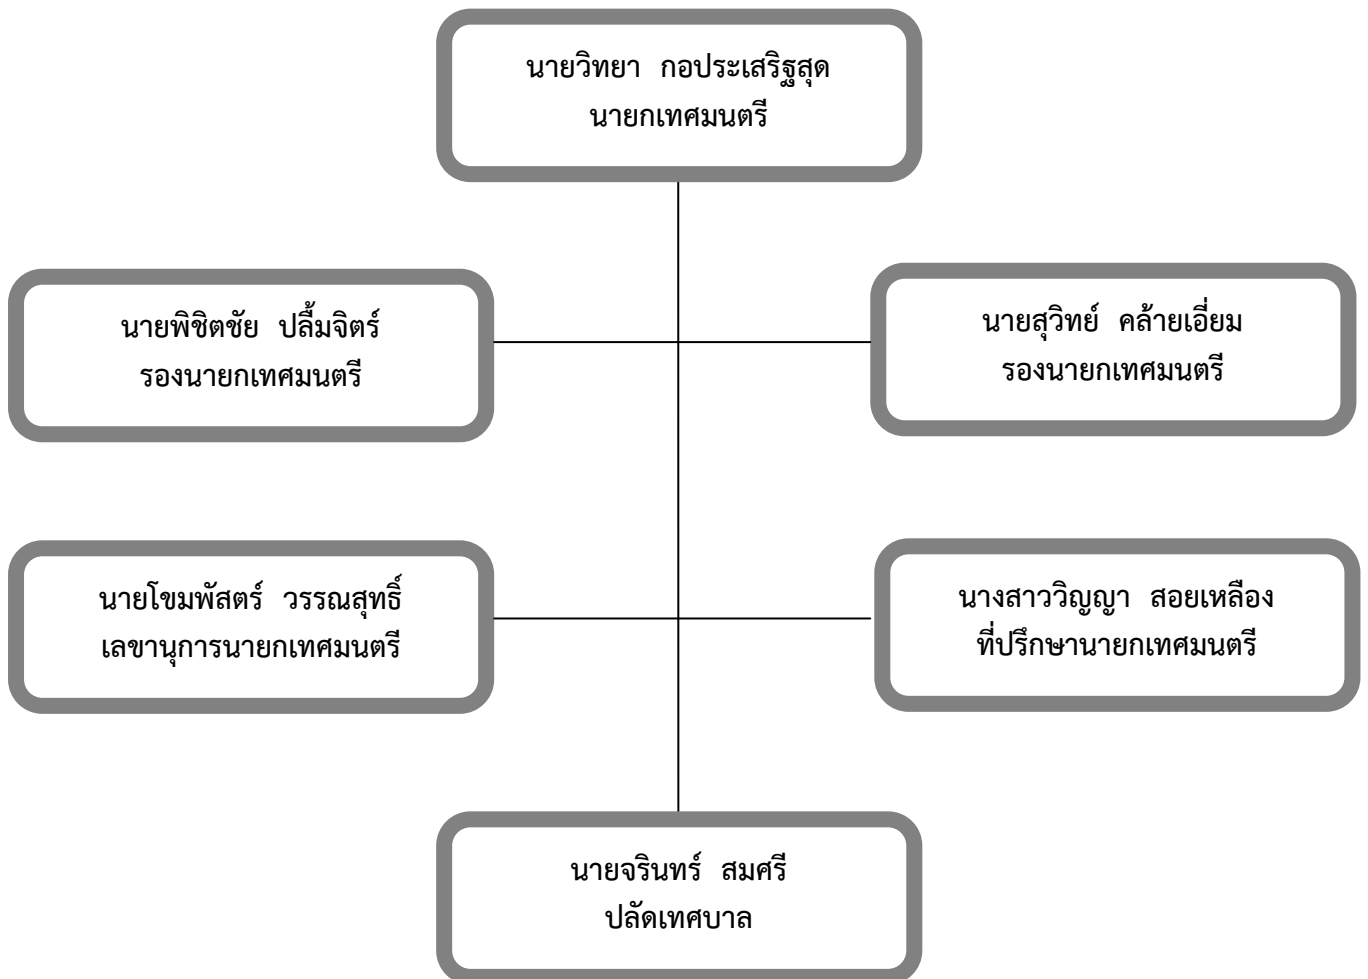 นายวิทยา กอประเสริฐสุด
นายกเทศมนตรี
นายพิชิตชัย ปลื้มจิตร์
รองนายกเทศมนตรี
นายสุวิทย์ คล้ายเอี่ยม
รองนายกเทศมนตรี
นายโขมพัสตร์ วรรณสุทธิ์
เลขานุการนายกเทศมนตรี
นางสาววิญญา สอยเหลือง
ที่ปรึกษานายกเทศมนตรี
นายจรินทร์ สมศรี
ปลัดเทศบาล